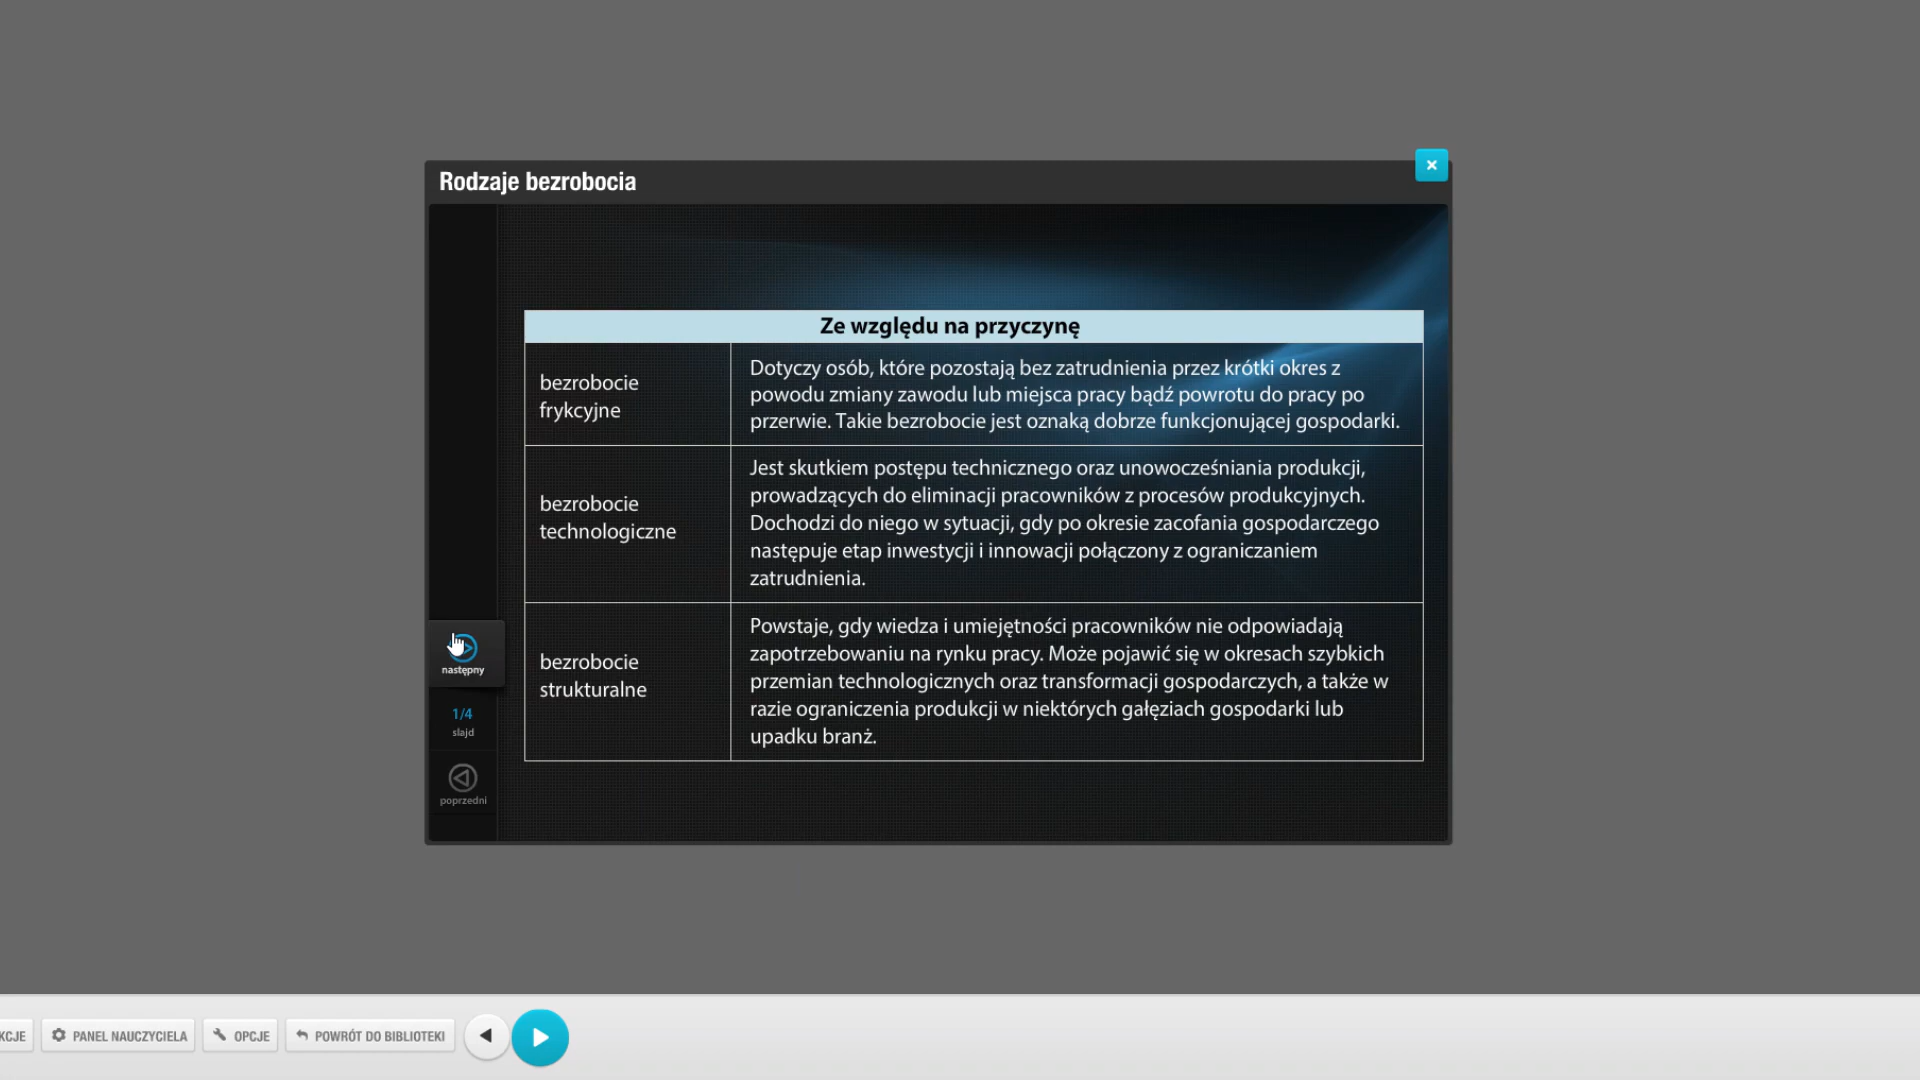 Rodzaje bezrobocia
Ze względu na przyczynę
bezrobocie
frykcyjne
Dotyczy osób, które pozostają bez zatrudnienia przez krótki okres z
powodu zmiany zawodu lub miejsca pracy bądź powrotu do pracy po
przerwie. Takie bezrobocie jest oznaką dobrze funkcjonującej gospodarki.
bezrobocie
technologiczne
Jest skutkiem postępu technicznego oraz unowocześniania produkcji,
prowadzących do eliminacji pracowników z procesów produkcyjnych.
Dochodzi do niego w sytuacji, gdy po okresie zacofania gospodarczego
następuje etap inwestycji i innowacji połączony z ograniczaniem
zatrudnienia.
bezrobocie
strukturalne
Powstaje, gdy wiedza i umiejętności pracowników nie odpowiadają
zapotrzebowaniu na rynku pracy. Może pojawić się w okresach szybkich
przemian technologicznych oraz transformacji gospodarczych, a także w
razie ograniczenia produkcji w niektórych gałęziach gospodarki lub
upadku branż.
następny
1/4
slajd
poprzedni
KCJE
PANEL NAUCZYCIELA
OPCJE
POWRÓT DO BIBLIOTEKI